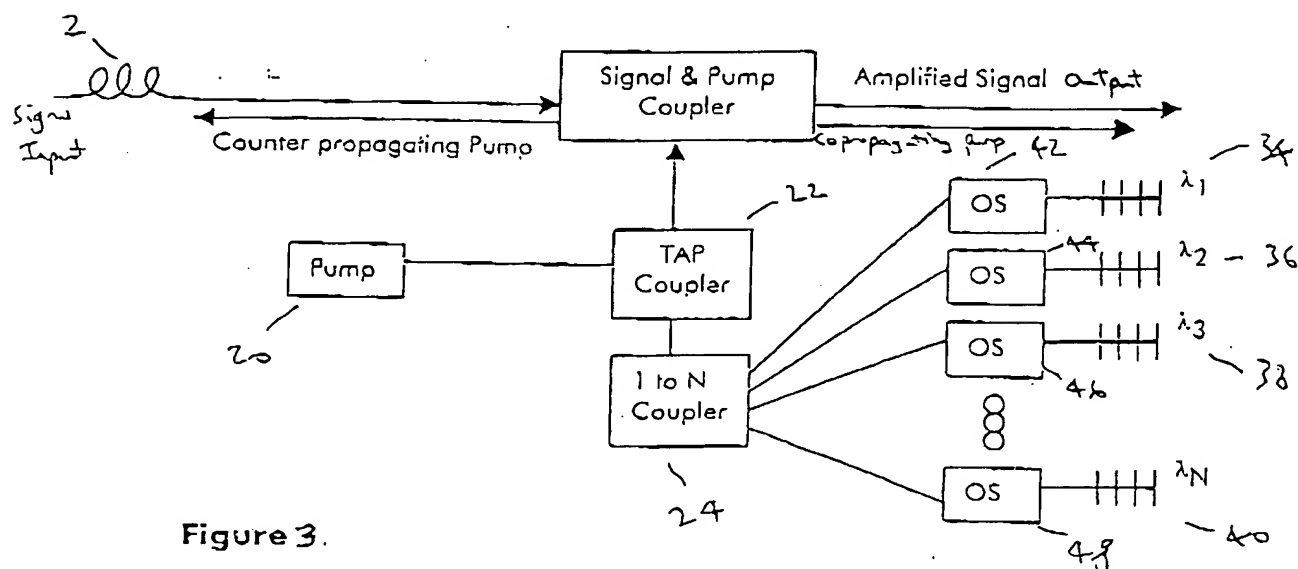 2
Signal & Pump
Coupler
Amplified Signal output
Signal
Input
Counter propagating Pump
Copropagating pump
42
OS
λ1
34
22
TAP
Coupler
Pump
20
44
OS
λ2 - 36
OS
λ3
46
38
1 to N
Coupler
24
OS
λN
48
40
Figure 3.